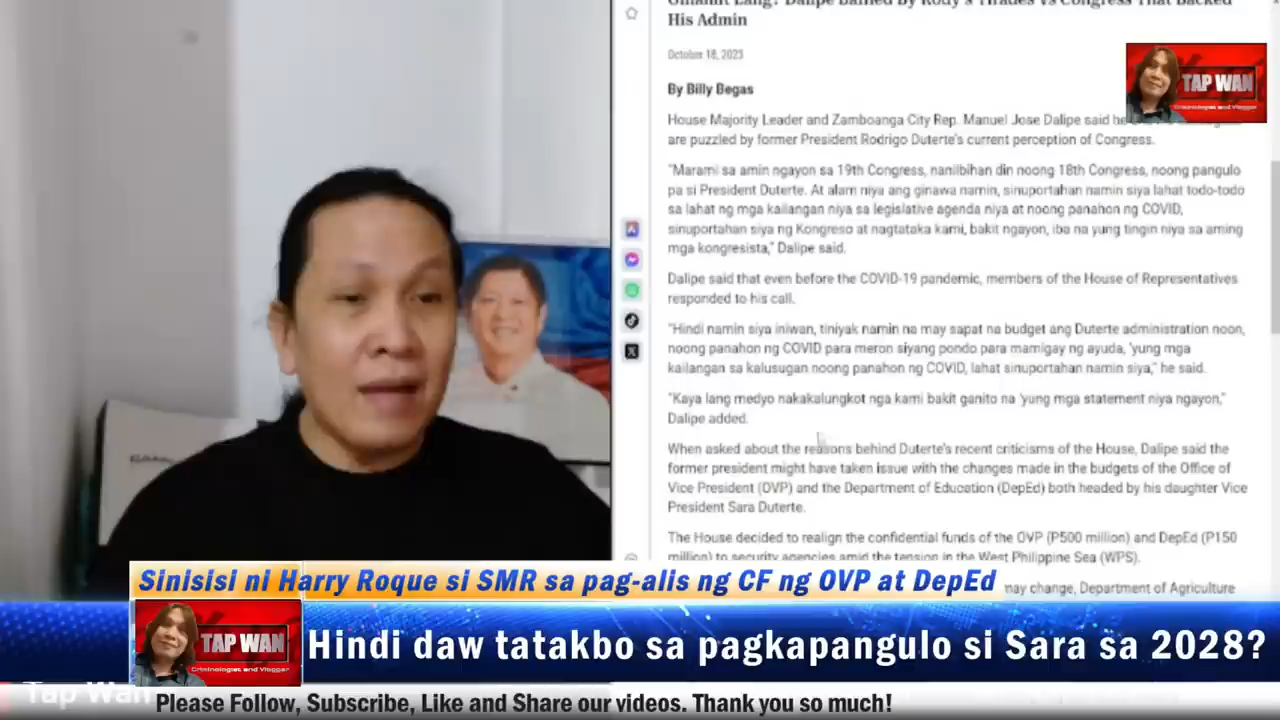 His Admin
October 18, 2023
By Billy Begas
House Majority Leader and Zamboanga City Rep. Manuel Jose Dalipe said he
are puzzled by former President Rodrigo Duterte's current perception of Congress.
"Marami sa amin ngayon sa 19th Congress, nanilbihan din noong 18th Congress, noong pangulo
pa si President Duterte. At alam niya ang ginawa namin, sinuportahan namin siya lahat todo-todo
sa lahat ng mga kailangan niya sa legislative agenda niya at noong panahon ng COVID,
sinuportahan siya ng Kongreso at nagtataka kami, bakit ngayon, iba na yung tingin niya sa aming
mga kongresista," Dalipe said.
Dalipe said that even before the COVID-19 pandemic, members of the House of Representatives
responded to his call.
"Hindi namin siya iniwan, tiniyak namin na may sapat na budget ang Duterte administration noon,
noong panahon ng COVID para meron siyang pondo para mamigay ng ayuda, 'yung mga
kailangan sa kalusugan noong panahon ng COVID, lahat sinuportahan namin siya," he said.
"Kaya lang medyo nakakalungkot nga kami bakit ganito na 'yung mga statement niya ngayon,"
Dalipe added.
When asked about the reasons behind Duterte's recent criticisms of the House, Dalipe said the
former president might have taken issue with the changes made in the budgets of the Office of
Vice President (OVP) and the Department of Education (DepEd) both headed by his daughter Vice
President Sara Duterte.
The House decided to realign the confidential funds of the OVP (P500 million) and DepEd (P150
million) to security agencies amid the tension in the West Philippine Sea (WPS).
may change, Department of Agriculture
TAP WAN
Criminologist and Vlogger
Sinisisi ni Harry Roque si SMR sa pag-alis ng CF ng OVP at DepEd
TAP WAN
Criminologist and Vlogger
Hindi daw tatakbo sa pagkapangulo si Sara sa 2028?
Tap Wan
Please Follow, Subscribe, Like and Share our videos. Thank you so much!